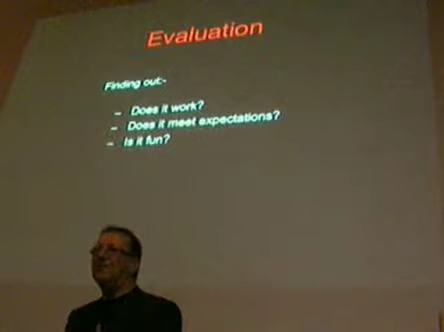 Evaluation
Finding out:-
– Does it work?
– Does it meet expectations?
– Is it fun?